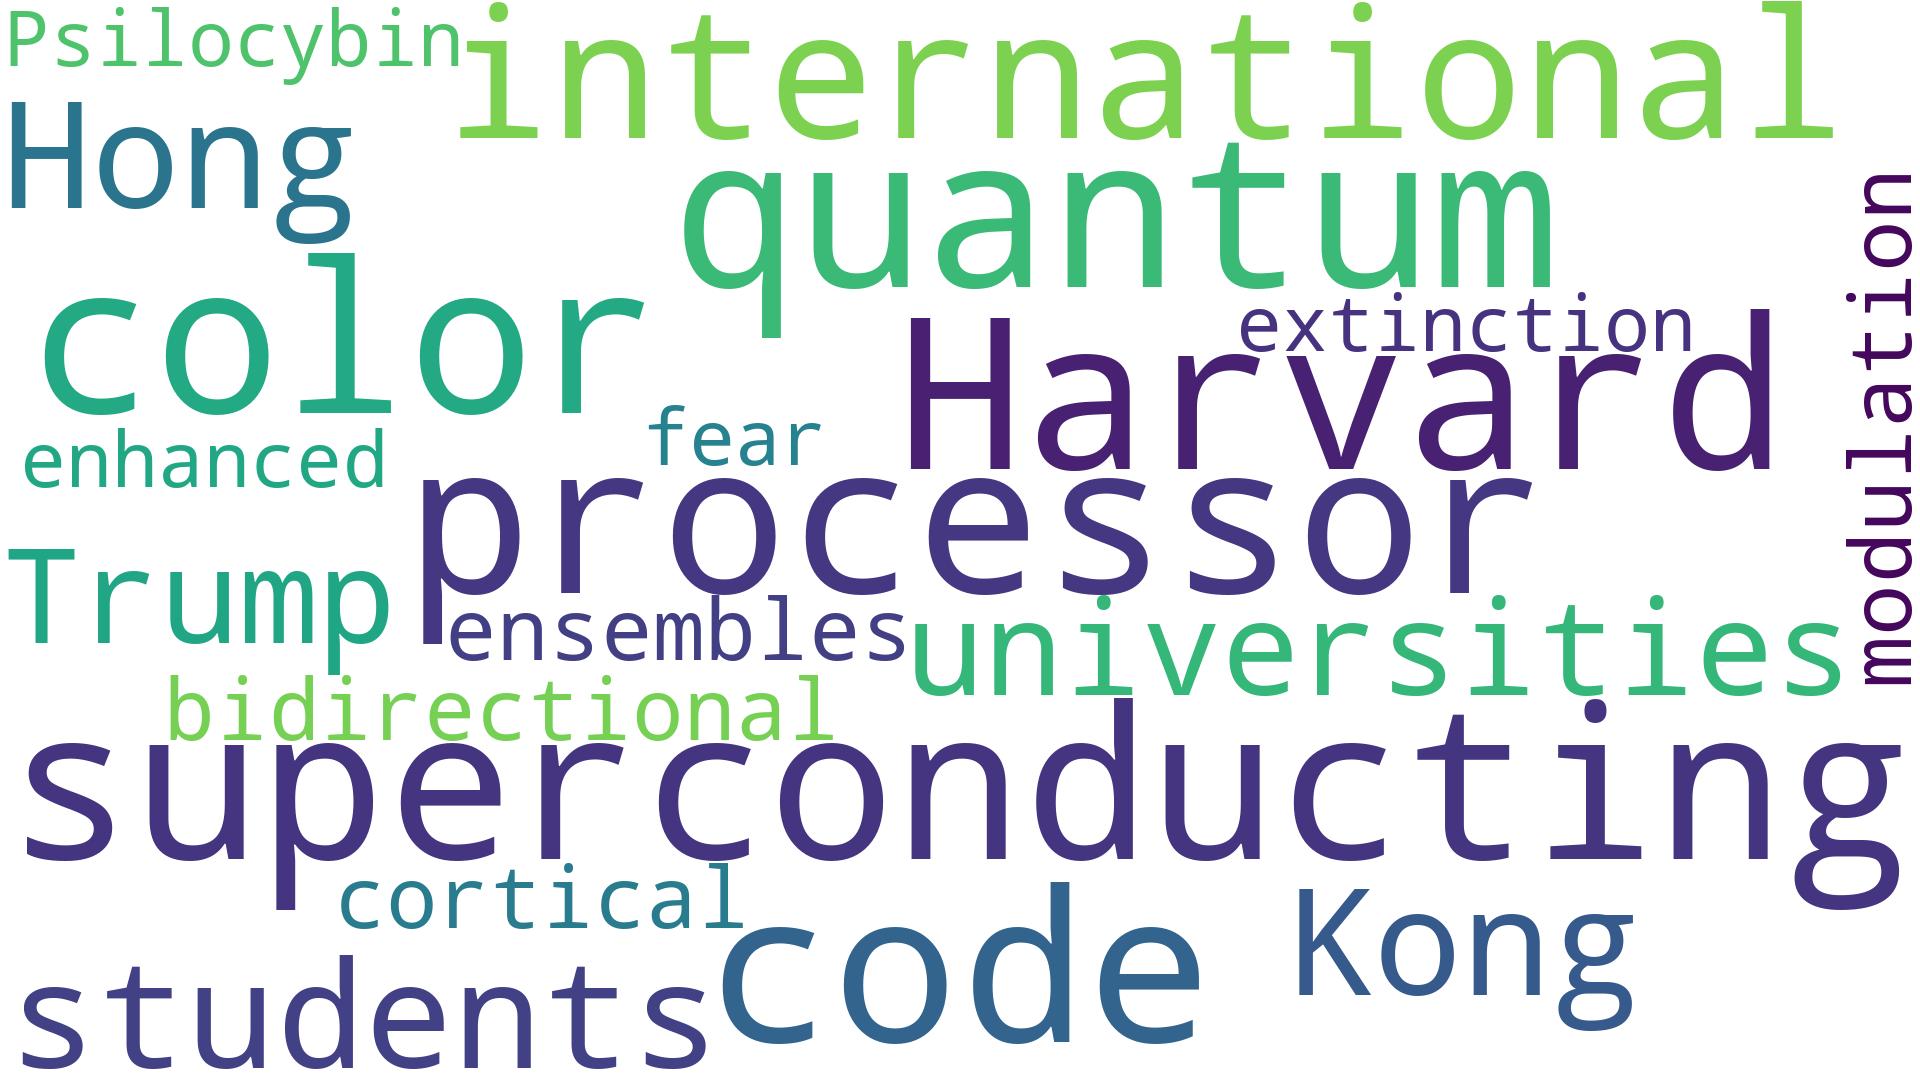 Psilocybin
international
Hong
quantum
modulation
color
extinction
Harvard
fear
enhanced
processor
Trump
ensembles
universities
bidirectional
superconducting
cortical
code
Kong
students